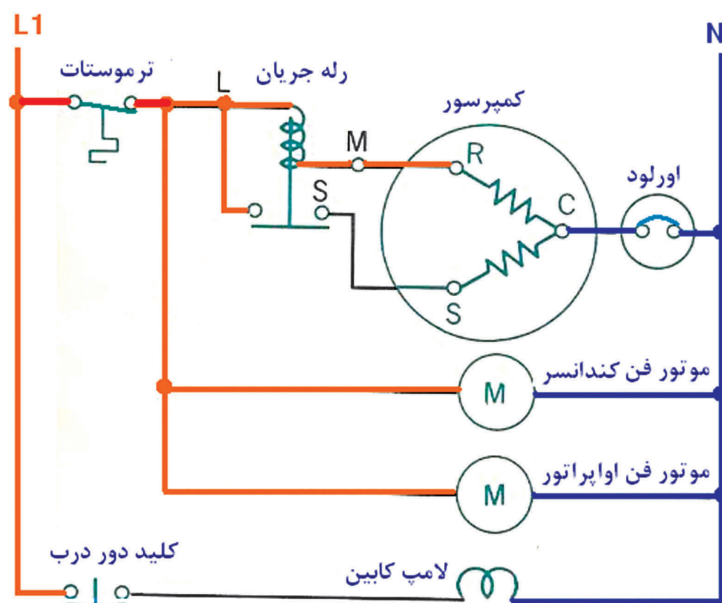 L1
N
ترموستات
رله جریان
کمپرسور
L
M
R
اورلود
S
C
S
موتور فن کندانسر
M
موتور فن اواپراتور
M
کلید دور درب
لامپ کابین